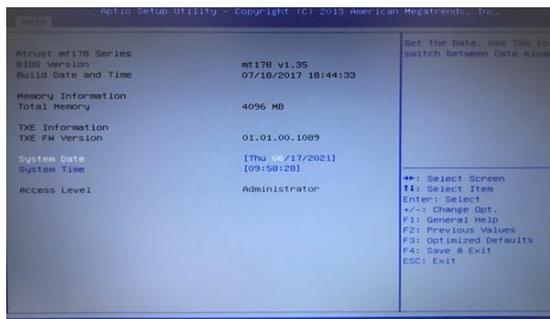 Aptio Setup Utility - Copyright (C) 2013 American Megatrends, Inc.
Main
Atrust mt178 Series
BIOS Version mt178 v1.35
Build Date and Time 07/18/2017 18:44:33
Memory Information
Total Memory 4096 MB
TXE Information
TXE FW Version 01.01.00.1089
System Date [Thu 06/17/2021]
System Time [09:58:28]
Access Level Administrator
Set the Date. Use Tab to
switch between Date
→←: Select Screen
↑↓: Select Item
Enter: Select
+/-: Change Opt.
F1: General Help
F2: Previous Values
F3: Optimized Defaults
F4: Save & Exit
ESC: Exit